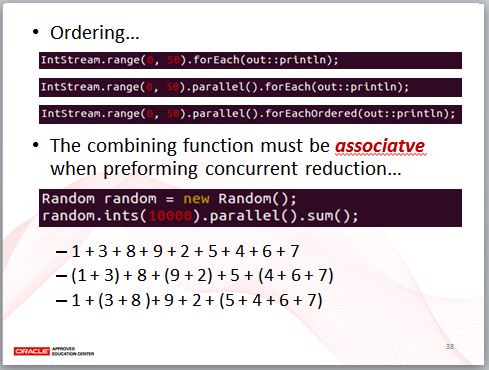 • Ordering...
IntStream.range(0, 50).forEach(out::println);
IntStream.range(0, 50).parallel().forEach(out::println);
IntStream.range(0, 50).parallel().forEachOrdered(out::println);
• The combining function must be associatve
when preforming concurrent reduction...
Random random = new Random();
random.ints(10000).parallel().sum();
– 1 + 3 + 8 + 9 + 2 + 5 + 4 + 6 + 7
– (1 + 3) + 8 + (9 + 2) + 5 + (4 + 6 + 7)
– 1 + (3 + 8 )+ 9 + 2 + (5 + 4 + 6 + 7)
ORACLE APPROVED
EDUCATION CENTER
33